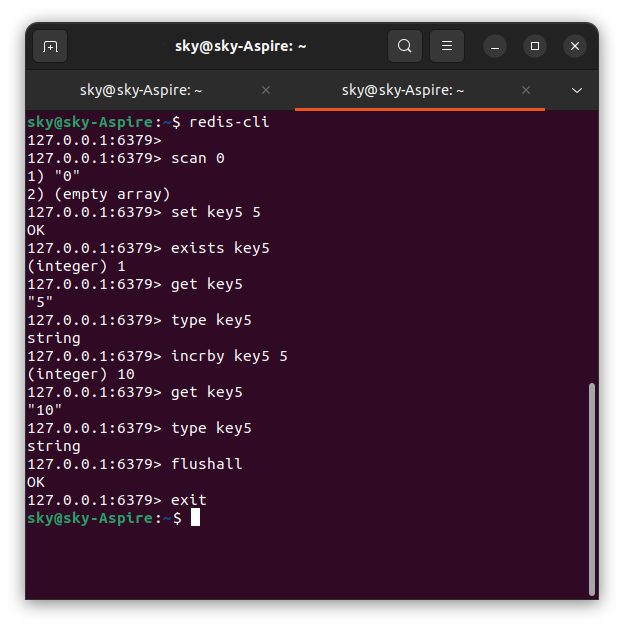 sky@sky-Aspire: ~
sky@sky-Aspire: ~
sky@sky-Aspire: ~
sky@sky-Aspire:~$ redis-cli
127.0.0.1:6379>
127.0.0.1:6379> scan 0
1) "0"
2) (empty array)
127.0.0.1:6379> set key5 5
OK
127.0.0.1:6379> exists key5
(integer) 1
127.0.0.1:6379> get key5
"5"
127.0.0.1:6379> type key5
string
127.0.0.1:6379> incrby key5 5
(integer) 10
127.0.0.1:6379> get key5
"10"
127.0.0.1:6379> type key5
string
127.0.0.1:6379> flushall
OK
127.0.0.1:6379> exit
sky@sky-Aspire:~$